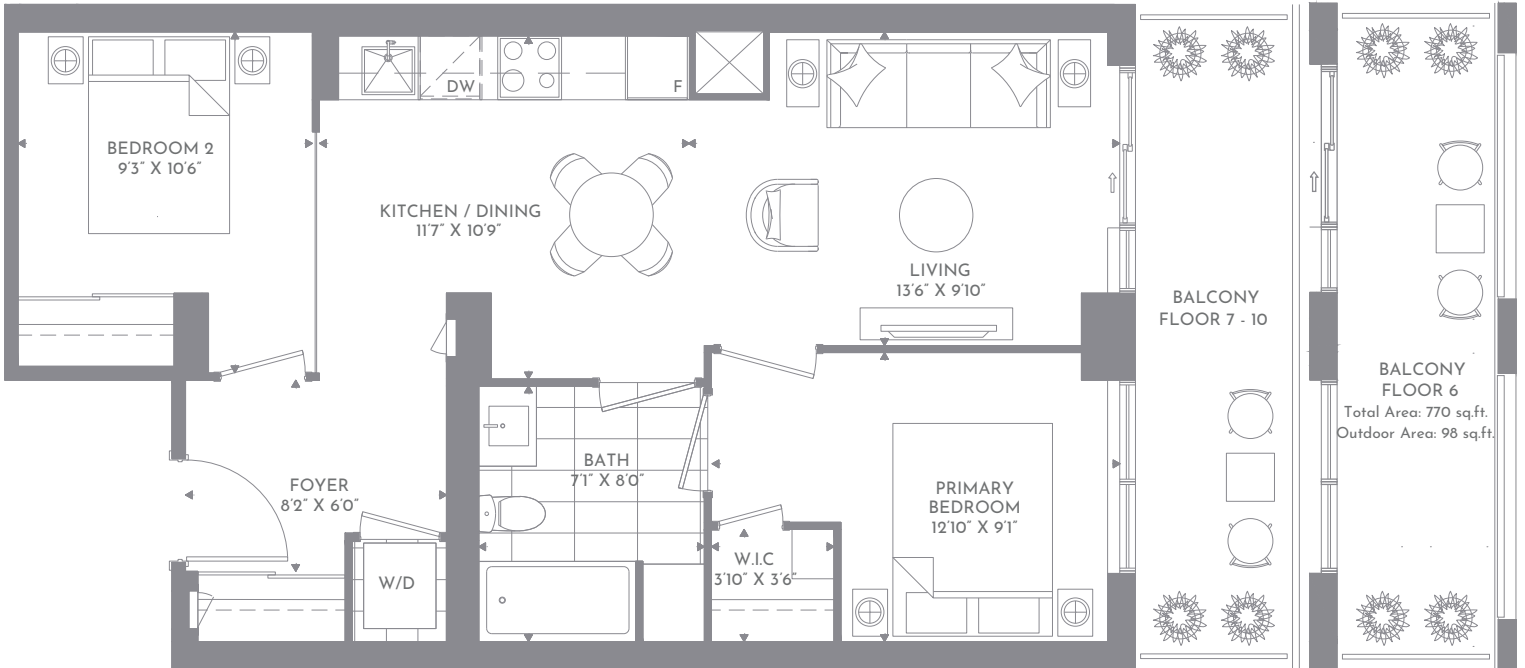 DW
F
BEDROOM 2
9'3" X 10'6"
KITCHEN / DINING
11'7" X 10'9"
LIVING
13'6" X 9'10"
BALCONY
FLOOR 7 - 10
BALCONY
FLOOR 6
Total Area: 770 sq.ft.
Outdoor Area: 98 sq.ft.
FOYER
8'2" X 6'0"
BATH
7'1" X 8'0"
PRIMARY
BEDROOM
12'10" X 9'1"
W.I.C
3'10" X 3'6"
W/D